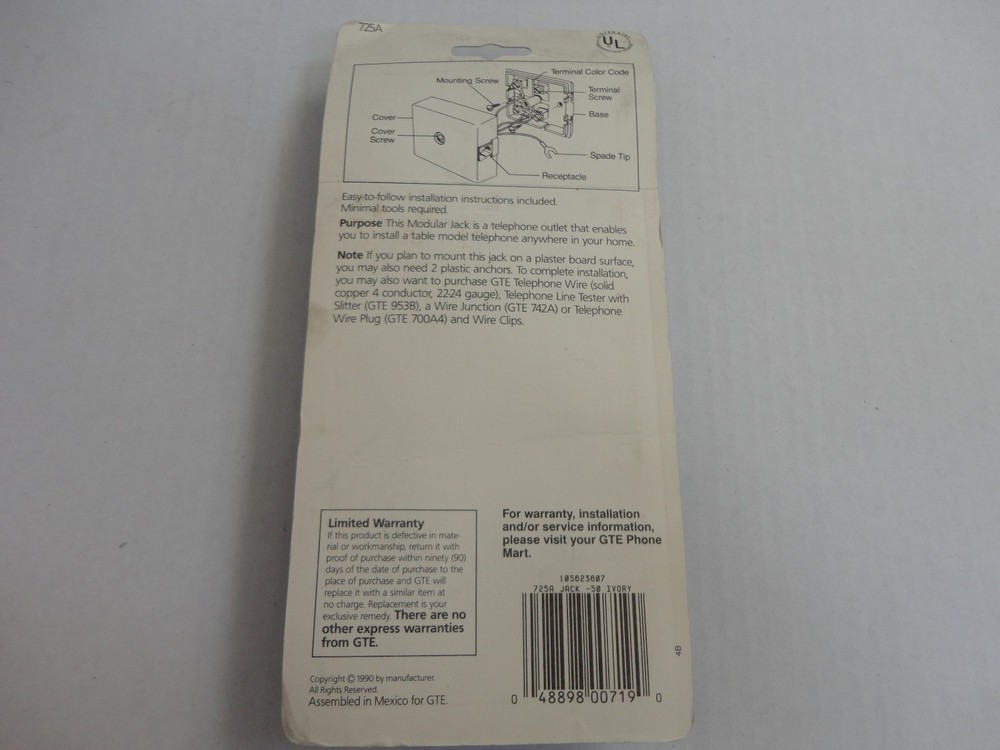 725A
UL
Terminal Color Code
Mounting Screw
Terminal
Screw
Cover
Base
Cover
Screw
Spade Tip
Receptacle
Easy-to-follow installation instructions included.
Minimal tools required.
Purpose This Modular Jack is a telephone outlet that enables
you to install a table model telephone anywhere in your home.
Note If you plan to mount this jack on a plaster board surface,
you may also need 2 plastic anchors. To complete installation,
you may also want to purchase GTE Telephone Wire (solid
copper 4 conductor, 22-24 gauge), Telephone Line Tester with
Slitter (GTE 953B), a Wire Junction (GTE 742A) or Telephone
Wire Plug (GTE 700A4) and Wire Clips.
Limited Warranty
If this product is defective in mate-
rial or workmanship, return it with
proof of purchase within ninety (90)
days of the date of purchase to the
place of purchase and GTE will
replace it with a similar item at
no charge. Replacement is your
exclusive remedy. There are no
other express warranties
from GTE.
For warranty, installation
and/or service information,
please visit your GTE Phone
Mart.
105623607
725A JACK -50 IVORY
0 48898 00719 0
4B
Copyright © 1990 by manufacturer.
All Rights Reserved.
Assembled in Mexico for GTE.